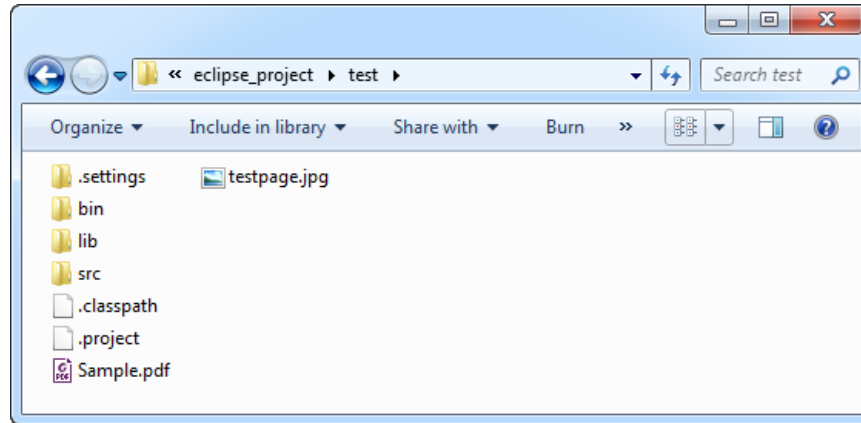 « eclipse_project ▸ test ▸ Search test
Organize Include in library Share with Burn »
.settings
bin
lib
src
.classpath
.project
Sample.pdf
testpage.jpg